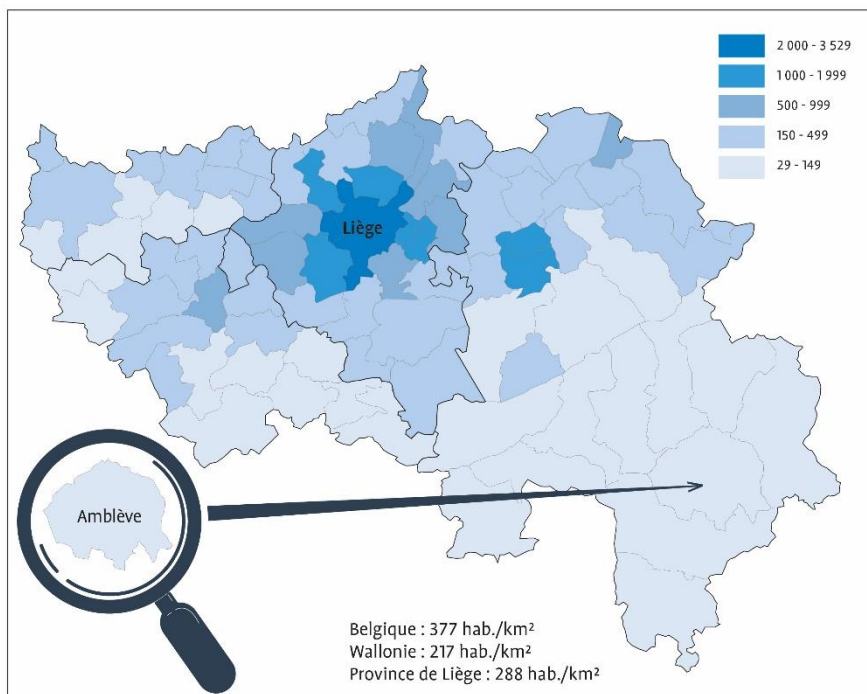 2 000 - 3 529
1 000 - 1 999
500 - 999
150 - 499
29 - 149
Liège
Amblève
Belgique : 377 hab./km²
Wallonie : 217 hab./km²
Province de Liège : 288 hab./km²